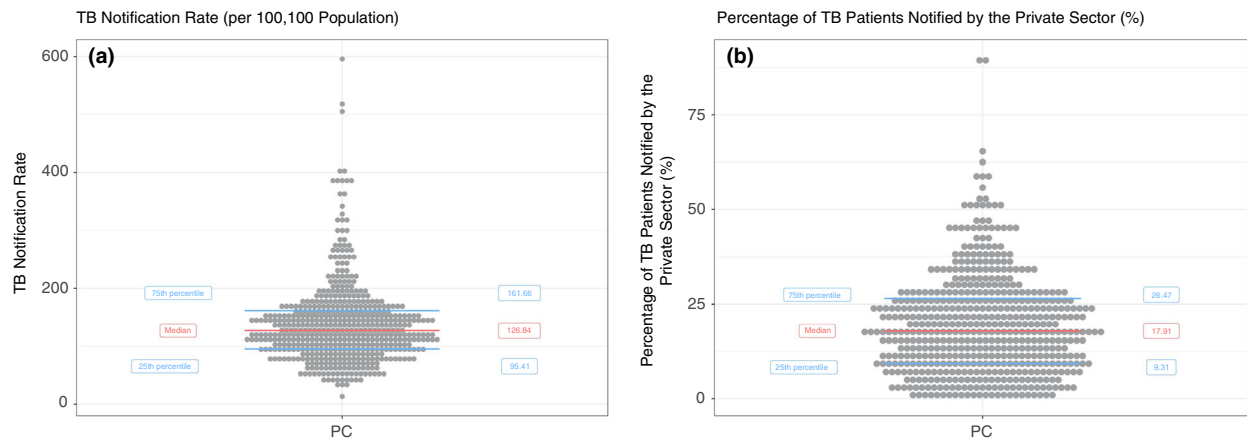 TB Notification Rate (per 100,100 Population)
(a)
TB Notification Rate
600
400
200
0
75th percentile
161.66
Median
126.84
25th percentile
95.41
PC
Percentage of TB Patients Notified by the Private Sector (%)
(b)
Percentage of TB Patients Notified by the
Private Sector (%)
75
50
25
0
75th percentile
26.47
Median
17.91
25th percentile
9.31
PC